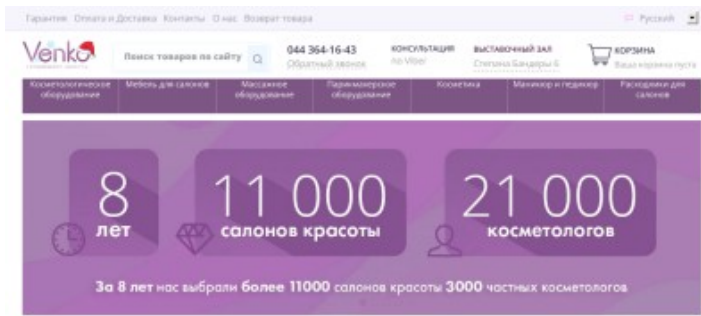 Гарантия Оплата и Доставка Контакты О нас Возврат товара
Русский
Venko
Поиск товаров по сайту
044 364-16-43
Обратный звонок
КОНСУЛЬТАЦИЯ
по Viber
ВЫСТАВОЧНЫЙ ЗАЛ
Степана Бандеры 6
КОРЗИНА
Ваша корзина пуста
Косметологическое
оборудование
Мебель для салонов
Массажное
оборудование
Парикмахерское
оборудование
Косметика
Маникюр и педикюр
Расходники для
салонов
8
лет
11 000
салонов красоты
21 000
косметологов
За 8 лет нас выбрали более 11000 салонов красоты 3000 частных косметологов